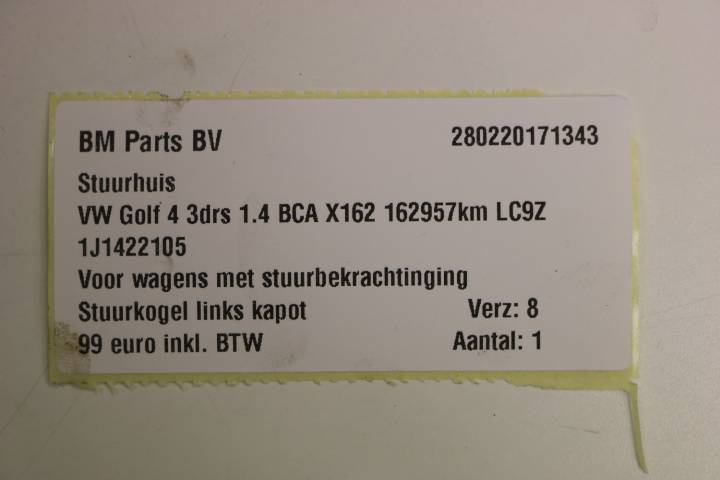 BM Parts BV 280220171343
Stuurhuis
VW Golf 4 3drs 1.4 BCA X162 162957km LC9Z
1J1422105
Voor wagens met stuurbekrachtinging
Stuurkogel links kapot Verz: 8
99 euro inkl. BTW Aantal: 1